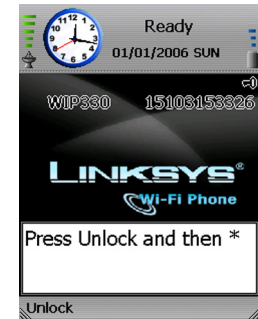 Ready
01/01/2006 SUN
WIP330 15103153326
LINKSYS®
Wi-Fi Phone
Press Unlock and then *
Unlock